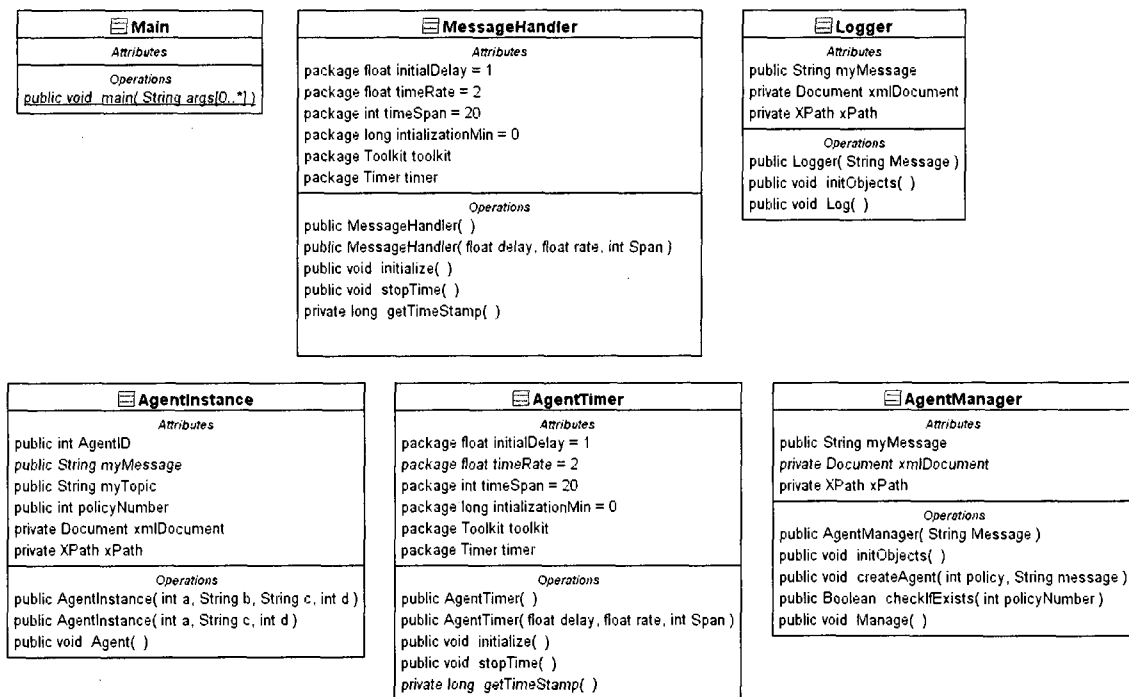 Main
Attributes
Operations
public void main( String args[0..*] )
MessageHandler
Attributes
package float initialDelay = 1
package float timeRate = 2
package int timeSpan = 20
package long intializationMin = 0
package Toolkit toolkit
package Timer timer
Operations
public MessageHandler( )
public MessageHandler( float delay, float rate, int Span )
public void initialize( )
public void stopTime( )
private long getTimeStamp( )
Logger
Attributes
public String myMessage
private Document xmlDocument
private XPath xPath
Operations
public Logger( String Message )
public void initObjects( )
public void Log( )
AgentInstance
Attributes
public int AgentID
public String myMessage
public String myTopic
public int policyNumber
private Document xmlDocument
private XPath xPath
Operations
public AgentInstance( int a, String b, String c, int d )
public AgentInstance( int a, String c, int d )
public void Agent( )
AgentTimer
Attributes
package float initialDelay = 1
package float timeRate = 2
package int timeSpan = 20
package long intializationMin = 0
package Toolkit toolkit
package Timer timer
Operations
public AgentTimer( )
public AgentTimer( float delay, float rate, int Span )
public void initialize( )
public void stopTime( )
private long getTimeStamp( )
AgentManager
Attributes
public String myMessage
private Document xmlDocument
private XPath xPath
Operations
public AgentManager( String Message )
public void initObjects( )
public void createAgent( int policy, String message )
public Boolean checkIfExists( int policyNumber )
public void Manage( )